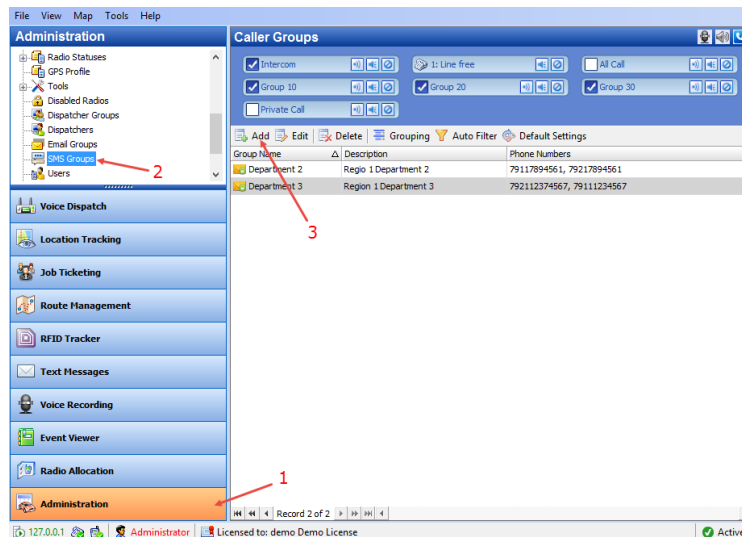 File View Map Tools Help
Administration
Radio Statuses
GPS Profile
Tools
Disabled Radios
Dispatcher Groups
Dispatchers
Email Groups
SMS Groups
Users
2
Voice Dispatch
Location Tracking
Job Ticketing
Route Management
RFID Tracker
Text Messages
Voice Recording
Event Viewer
Radio Allocation
Administration
1
Caller Groups
Intercom 1: Line free All Call
Group 10 Group 20 Group 30
Private Call
Add Edit Delete Grouping Auto Filter Default Settings
Group Name Description Phone Numbers
Department 2 Regio 1 Department 2 79117894561, 79217894561
Department 3 Region 1 Department 3 792112374567, 79111234567
3
Record 2 of 2
127.0.0.1 Administrator Licensed to: demo Demo License Active